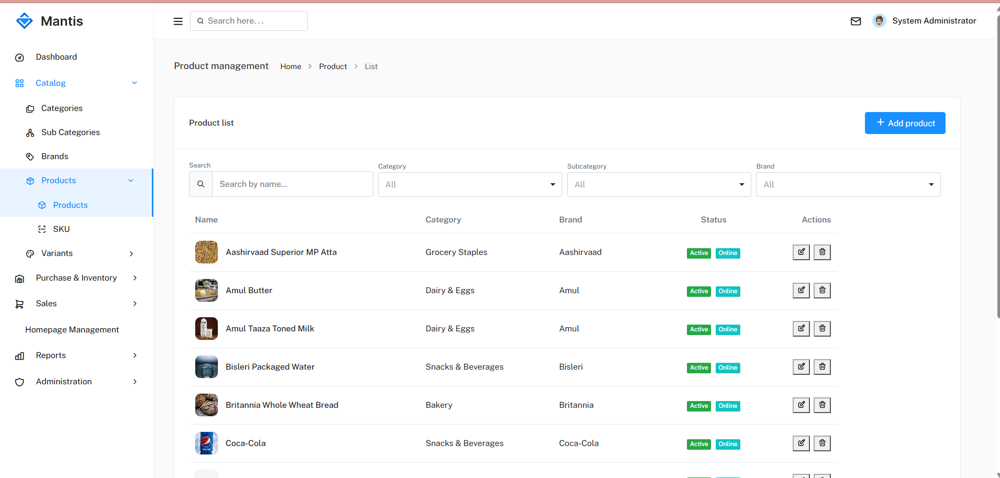 Mantis
Search here. . .
System Administrator
Dashboard
Catalog
Categories
Sub Categories
Brands
Products
Products
SKU
Variants
Purchase & Inventory
Sales
Homepage Management
Reports
Administration
Product management Home > Product > List
Product list
Add product
Search Category Subcategory Brand
Search by name... All All All
Name Category Brand Status Actions
Aashirvaad Superior MP Atta Grocery Staples Aashirvaad Active Online
Amul Butter Dairy & Eggs Amul Active Online
Amul Taaza Toned Milk Dairy & Eggs Amul Active Online
Bisleri Packaged Water Snacks & Beverages Bisleri Active Online
Britannia Whole Wheat Bread Bakery Britannia Active Online
pepsi Coca-Cola Snacks & Beverages Coca-Cola Active Online